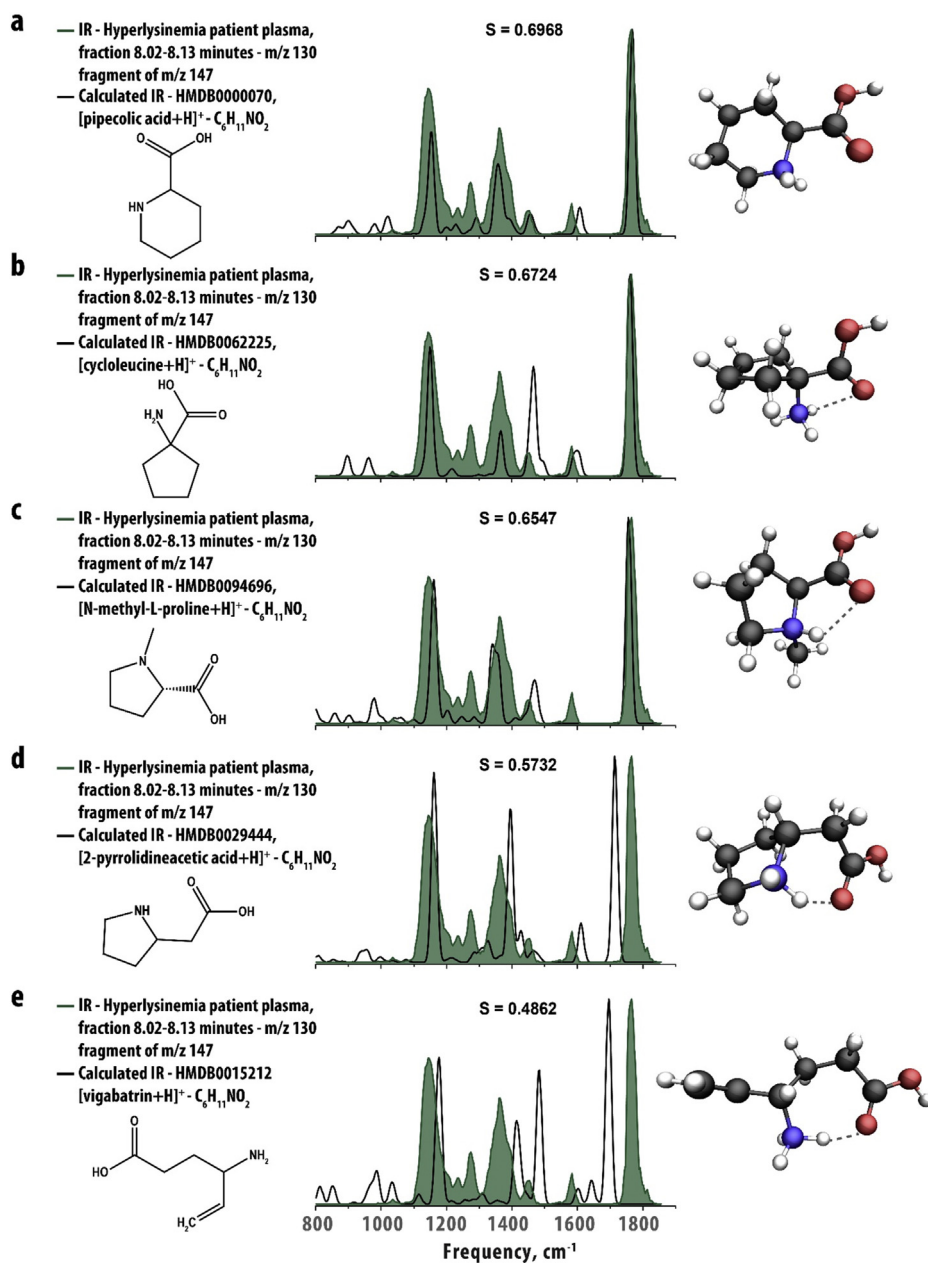 a
IR - Hyperlysinemia patient plasma,
fraction 8.02-8.13 minutes - m/z 130
fragment of m/z 147
Calculated IR - HMDB0000070,
[pipecolic acid+H]⁺ - C₆H₁₁NO₂
O
OH
HN
S = 0.6968
b
IR - Hyperlysinemia patient plasma,
fraction 8.02-8.13 minutes - m/z 130
fragment of m/z 147
Calculated IR - HMDB0062225,
[cycloleucine+H]⁺ - C₆H₁₁NO₂
HO
H₂N
O
S = 0.6724
c
IR - Hyperlysinemia patient plasma,
fraction 8.02-8.13 minutes - m/z 130
fragment of m/z 147
Calculated IR - HMDB0094696,
[N-methyl-L-proline+H]⁺ - C₆H₁₁NO₂
N
O
OH
S = 0.6547
d
IR - Hyperlysinemia patient plasma,
fraction 8.02-8.13 minutes - m/z 130
fragment of m/z 147
Calculated IR - HMDB0029444,
[2-pyrrolidineacetic acid+H]⁺ - C₆H₁₁NO₂
NH
O
OH
S = 0.5732
e
IR - Hyperlysinemia patient plasma,
fraction 8.02-8.13 minutes - m/z 130
fragment of m/z 147
Calculated IR - HMDB0015212
[vigabatrin+H]⁺ - C₆H₁₁NO₂
O
HO
NH₂
H₂C
S = 0.4862
800 1000 1200 1400 1600 1800
Frequency, cm⁻¹